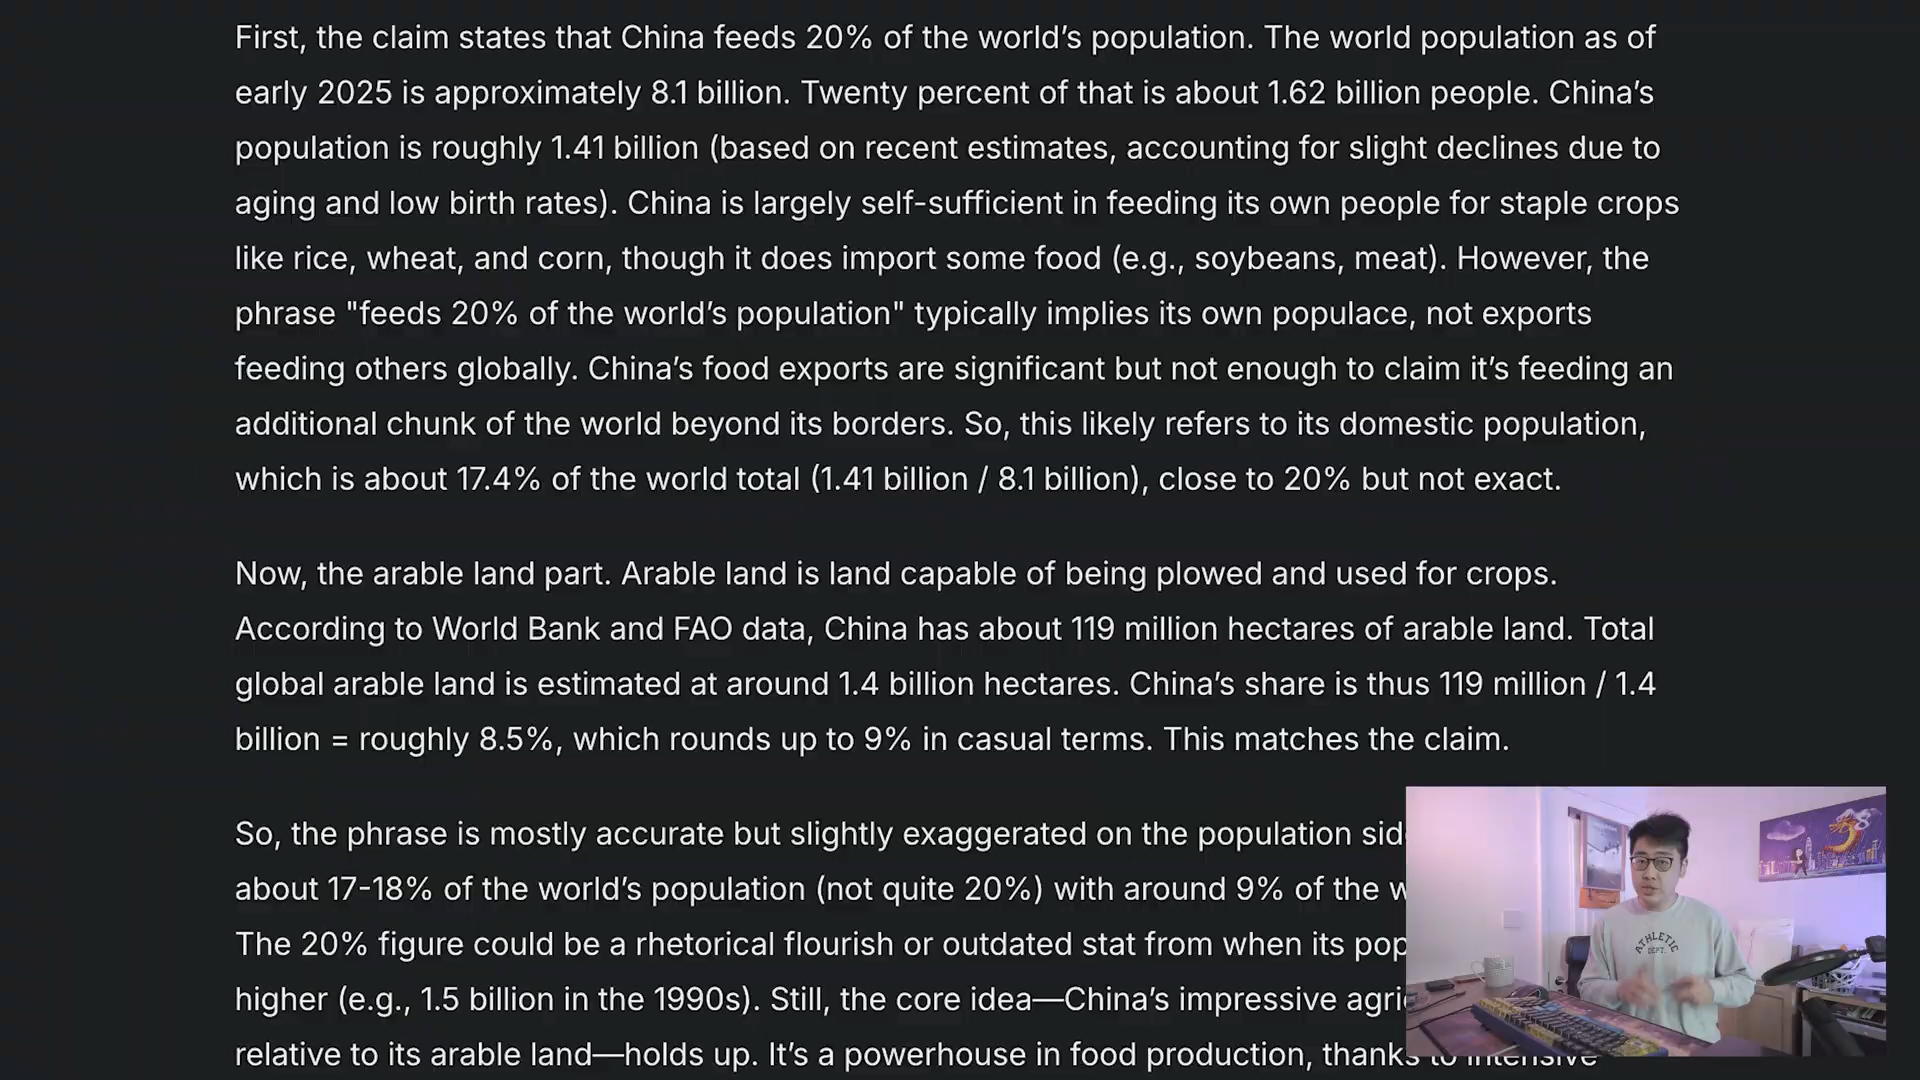 First, the claim states that China feeds 20% of the world’s population. The world population as of
early 2025 is approximately 8.1 billion. Twenty percent of that is about 1.62 billion people. China’s
population is roughly 1.41 billion (based on recent estimates, accounting for slight declines due to
aging and low birth rates). China is largely self-sufficient in feeding its own people for staple crops
like rice, wheat, and corn, though it does import some food (e.g., soybeans, meat). However, the
phrase "feeds 20% of the world’s population" typically implies its own populace, not exports
feeding others globally. China’s food exports are significant but not enough to claim it’s feeding an
additional chunk of the world beyond its borders. So, this likely refers to its domestic population,
which is about 17.4% of the world total (1.41 billion / 8.1 billion), close to 20% but not exact.
Now, the arable land part. Arable land is land capable of being plowed and used for crops.
According to World Bank and FAO data, China has about 119 million hectares of arable land. Total
global arable land is estimated at around 1.4 billion hectares. China’s share is thus 119 million / 1.4
billion = roughly 8.5%, which rounds up to 9% in casual terms. This matches the claim.
So, the phrase is mostly accurate but slightly exaggerated on the population
about 17-18% of the world’s population (not quite 20%) with around 9% of the
The 20% figure could be a rhetorical flourish or outdated stat from when its
higher (e.g., 1.5 billion in the 1990s). Still, the core idea—China’s impressive
relative to its arable land—holds up. It’s a powerhouse in food production, thanks to intensive
ATHLETIC
DEPT.